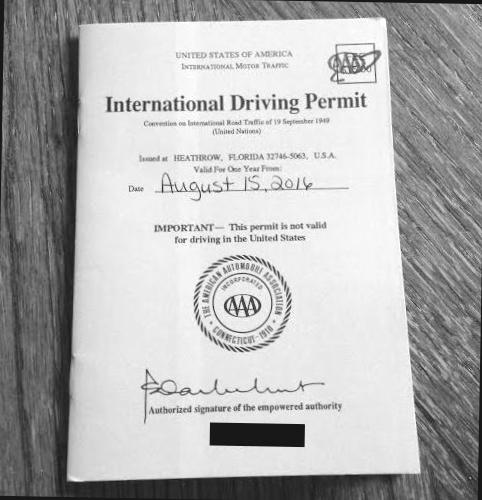 UNITED STATES OF AMERICA
INTERNATIONAL MOTOR TRAFFIC
AAA
International Driving Permit
Convention on International Road Traffic of 19 September 1949
(United Nations)
Issued at HEATHROW, FLORIDA 32746-5063, U.S.A.
Valid For One Year From:
Date August 15, 2016
IMPORTANT— This permit is not valid
for driving in the United States
THE AMERICAN AUTOMOBILE ASSOCIATION
INCORPORATED
AAA
CONNECTICUT-1910
Authorized signature of the empowered authority